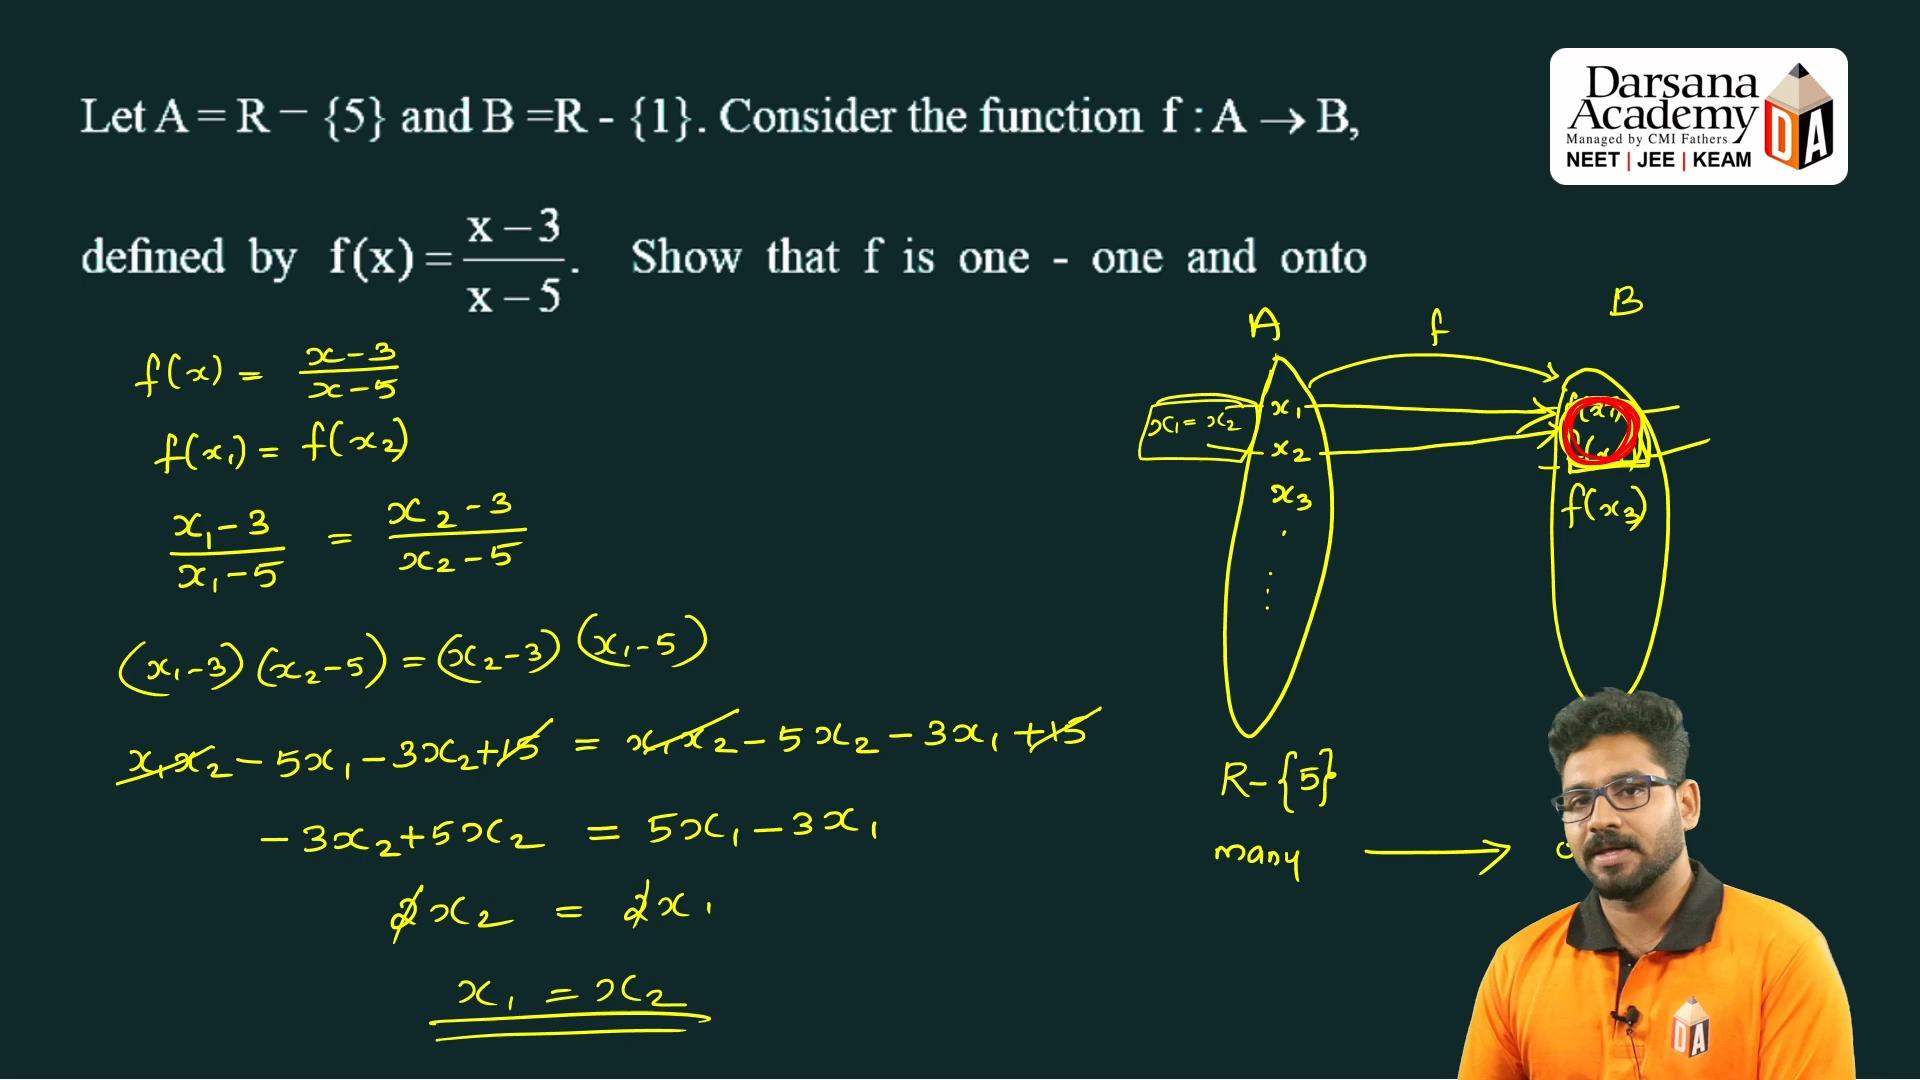 Let A = R − {5} and B =R - {1}. Consider the function f : A → B,
defined by f(x) = (x − 3)/(x − 5). Show that f is one - one and onto
Darsana
Academy
Managed by CMI Fathers
NEET | JEE | KEAM
DA
f(x) = (x−3)/(x−5)
f(x₁) = f(x₂)
(x₁−3)/(x₁−5) = (x₂−3)/(x₂−5)
(x₁−3)(x₂−5) = (x₂−3)(x₁−5)
x₁x₂ − 5x₁ − 3x₂ + 15 = x₁x₂ − 5x₂ − 3x₁ + 15
−3x₂ + 5x₂ = 5x₁ − 3x₁
2x₂ = 2x₁
x₁ = x₂
A f B
x₁ = x₂
x₁
x₂
x₃
f(x₃)
R−{5}
many →
DA